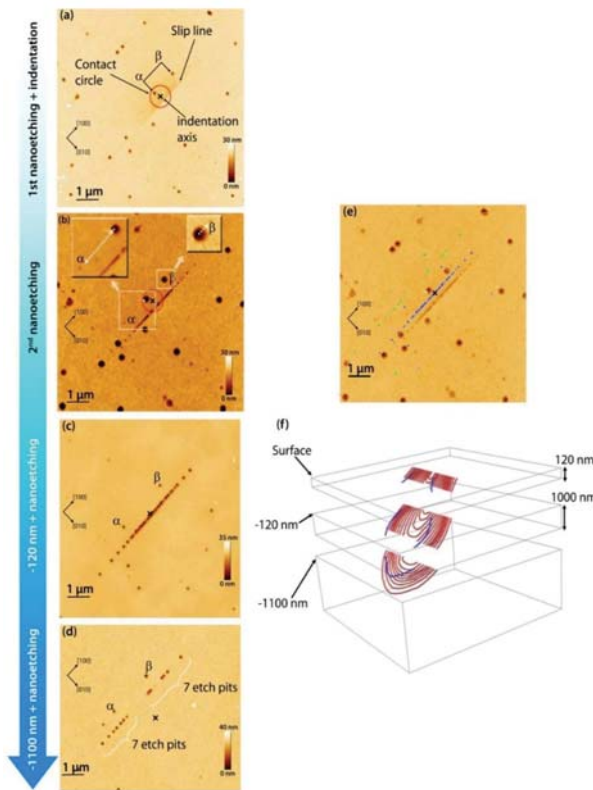 1st nanoetching + indentation
2nd nanoetching
-120 nm + nanoetching
-1100 nm + nanoetching
(a)
Slip line
β
Contact
circle
α
indentation
axis
[100]
[010]
30 nm
0 nm
1 µm
(b)
α
β
β
α
[100]
[010]
30 nm
0 nm
1 µm
(c)
β
α
[100]
[010]
35 nm
0 nm
1 µm
(d)
[100]
[010]
β
α
7 etch pits
7 etch pits
40 nm
0 nm
1 µm
(e)
[100]
[010]
1 µm
(f)
Surface
120 nm
1000 nm
-120 nm
-1100 nm